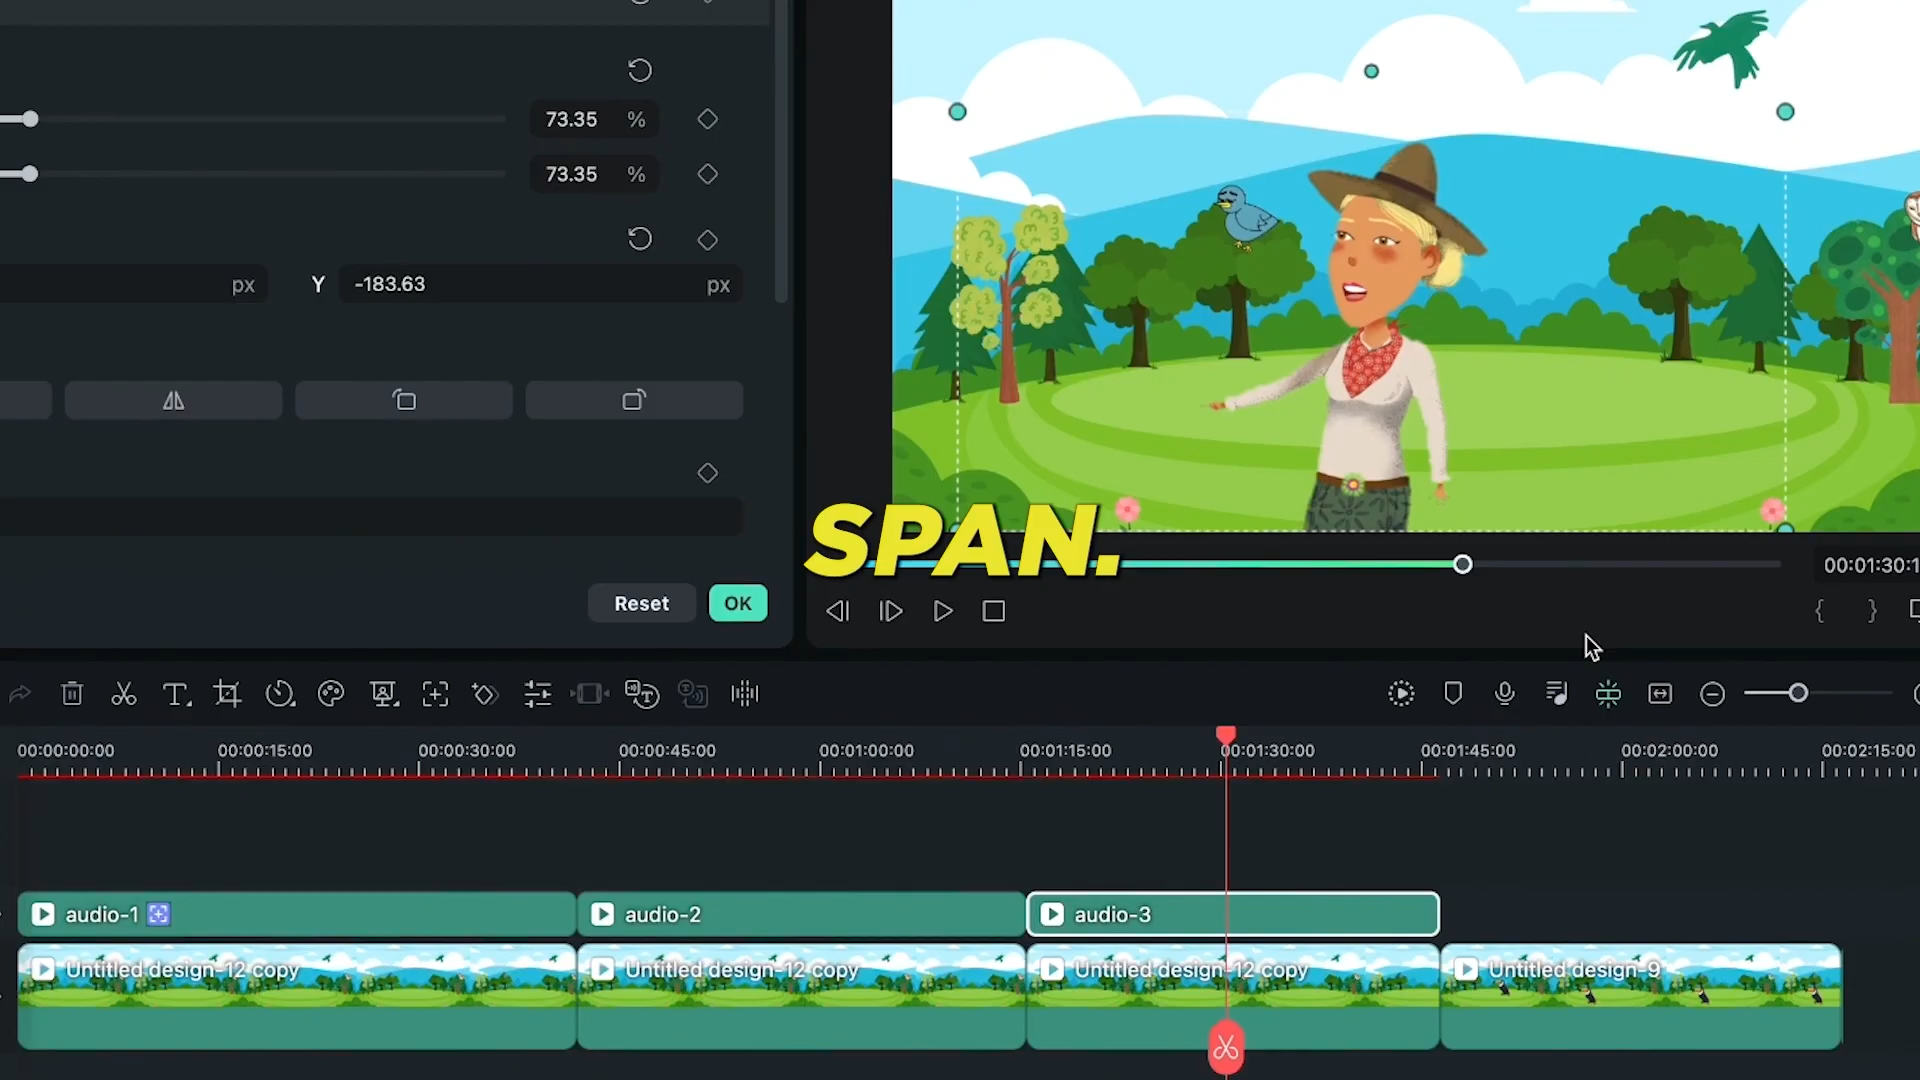 73.35 %
73.35 %
px Y -183.63 px
SPAN.
00:01:30:1
Reset OK
{ }
00:00:00:00 00:00:15:00 00:00:30:00 00:00:45:00 00:01:00:00 00:01:15:00 00:01:30:00 00:01:45:00 00:02:00:00 00:02:15:00
audio-1 audio-2 audio-3
Untitled design-12 copy Untitled design-12 copy Untitled design-12 copy Untitled design-9